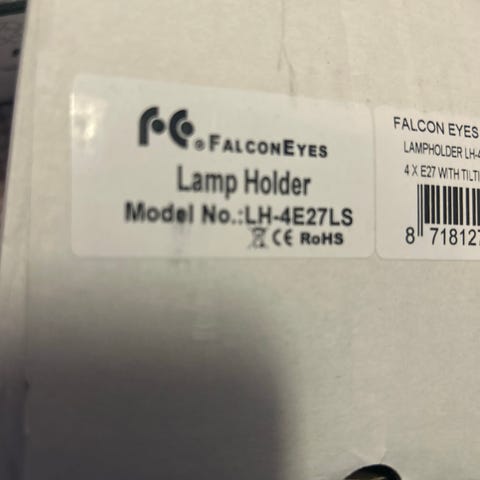 FALCONEYES
Lamp Holder
Model No.:LH-4E27LS
CE RoHS
FALCON EYES
LAMPHOLDER LH-4
4 X E27 WITH TILTI
8 718127